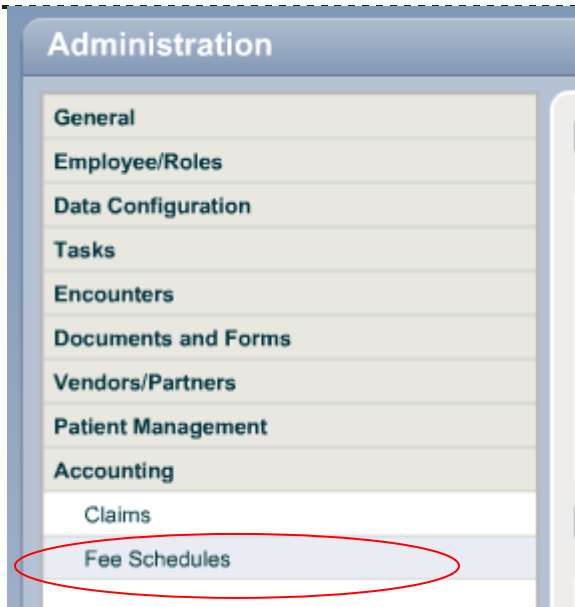 Administration
General
Employee/Roles
Data Configuration
Tasks
Encounters
Documents and Forms
Vendors/Partners
Patient Management
Accounting
Claims
Fee Schedules